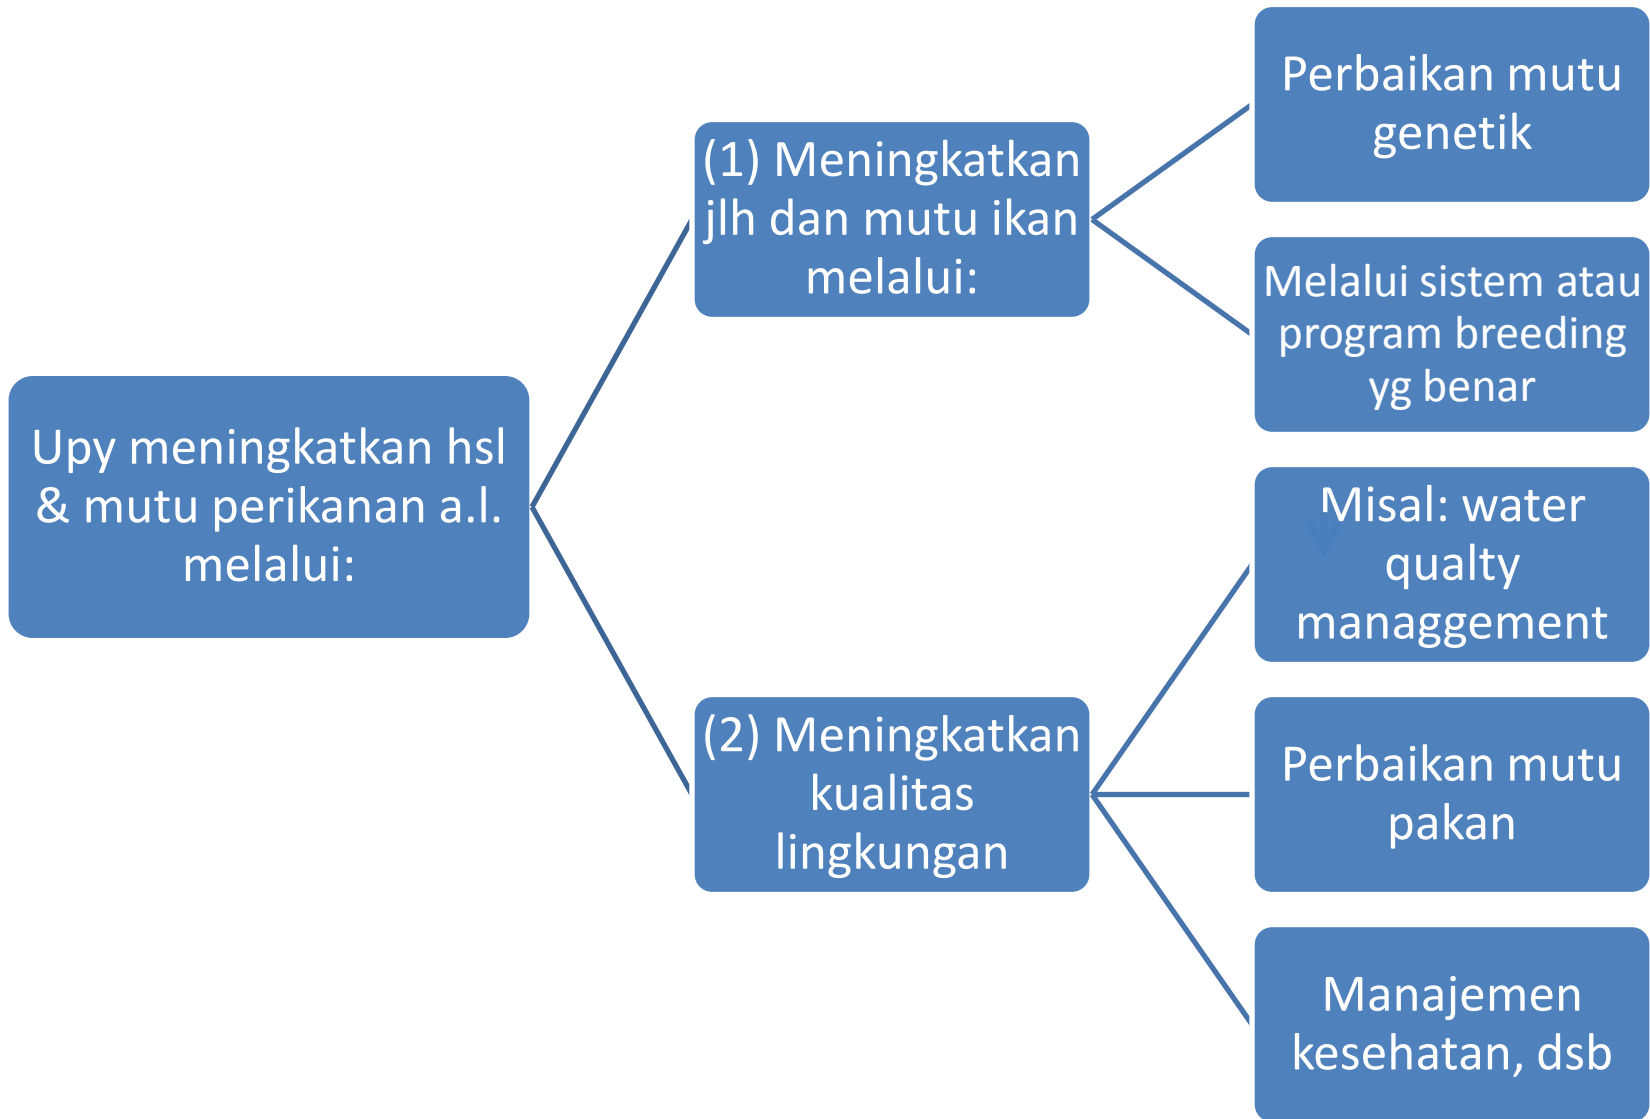 Upy meningkatkan hsl
& mutu perikanan a.l.
melalui:
(1) Meningkatkan
jlh dan mutu ikan
melalui:
Perbaikan mutu
genetik
Melalui sistem atau
program breeding
yg benar
(2) Meningkatkan
kualitas
lingkungan
Misal: water
qualty
managgement
Perbaikan mutu
pakan
Manajemen
kesehatan, dsb